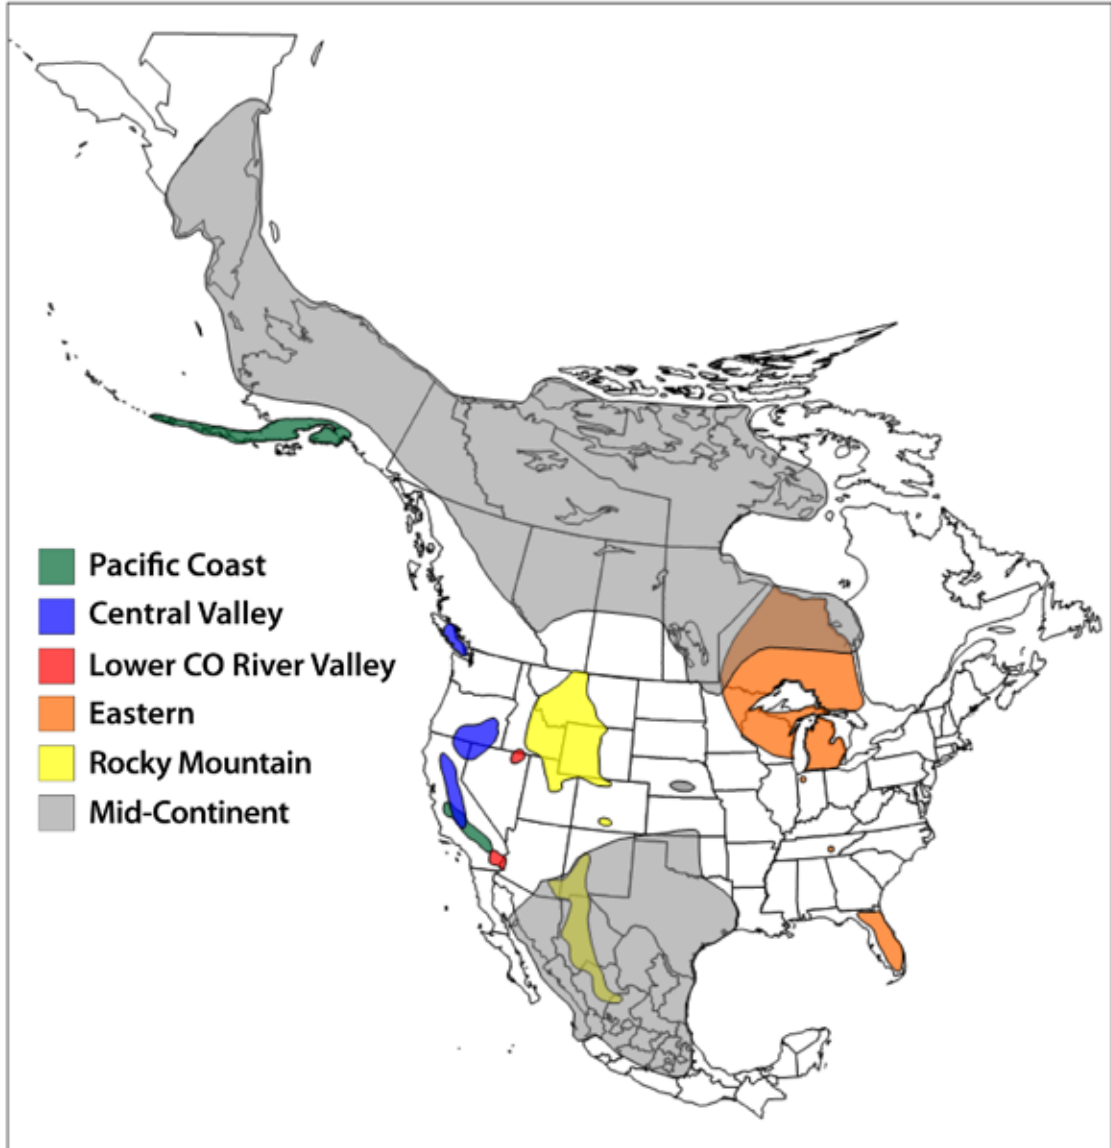 Pacific Coast
Central Valley
Lower CO River Valley
Eastern
Rocky Mountain
Mid-Continent